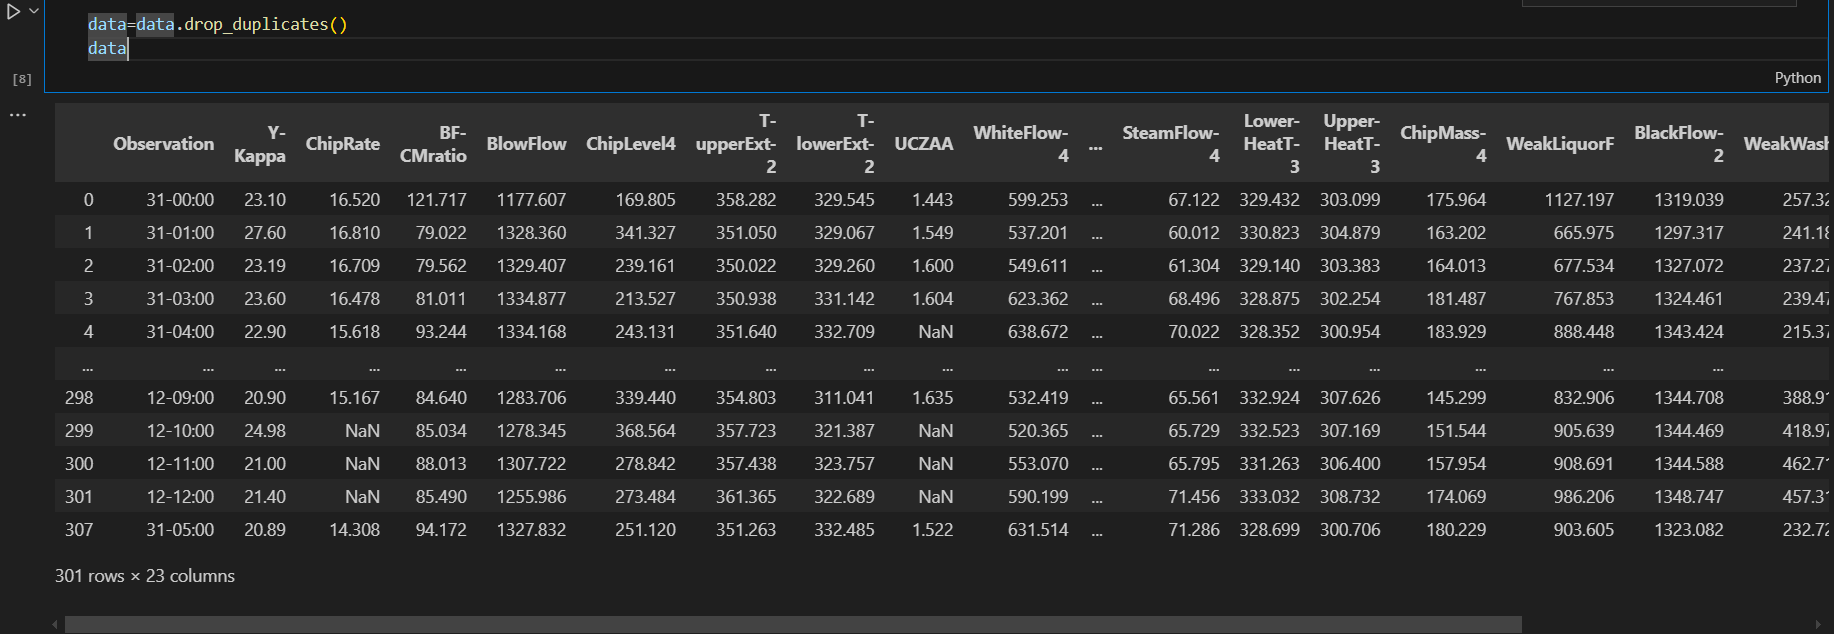 data=data.drop_duplicates()
data
[8]
Python
...
Observation Y-Kappa ChipRate BF-CMratio BlowFlow ChipLevel4 T-upperExt-2 T-lowerExt-2 UCZAA WhiteFlow-4 ... SteamFlow-4 Lower-HeatT-3 Upper-HeatT-3 ChipMass-4 WeakLiquorF BlackFlow-2 WeakWash
0 31-00:00 23.10 16.520 121.717 1177.607 169.805 358.282 329.545 1.443 599.253 ... 67.122 329.432 303.099 175.964 1127.197 1319.039 257.32
1 31-01:00 27.60 16.810 79.022 1328.360 341.327 351.050 329.067 1.549 537.201 ... 60.012 330.823 304.879 163.202 665.975 1297.317 241.18
2 31-02:00 23.19 16.709 79.562 1329.407 239.161 350.022 329.260 1.600 549.611 ... 61.304 329.140 303.383 164.013 677.534 1327.072 237.27
3 31-03:00 23.60 16.478 81.011 1334.877 213.527 350.938 331.142 1.604 623.362 ... 68.496 328.875 302.254 181.487 767.853 1324.461 239.47
4 31-04:00 22.90 15.618 93.244 1334.168 243.131 351.640 332.709 NaN 638.672 ... 70.022 328.352 300.954 183.929 888.448 1343.424 215.37
... ... ... ... ... ... ... ... ... ... ... ... ... ... ... ... ... ...
298 12-09:00 20.90 15.167 84.640 1283.706 339.440 354.803 311.041 1.635 532.419 ... 65.561 332.924 307.626 145.299 832.906 1344.708 388.91
299 12-10:00 24.98 NaN 85.034 1278.345 368.564 357.723 321.387 NaN 520.365 ... 65.729 332.523 307.169 151.544 905.639 1344.469 418.97
300 12-11:00 21.00 NaN 88.013 1307.722 278.842 357.438 323.757 NaN 553.070 ... 65.795 331.263 306.400 157.954 908.691 1344.588 462.71
301 12-12:00 21.40 NaN 85.490 1255.986 273.484 361.365 322.689 NaN 590.199 ... 71.456 333.032 308.732 174.069 986.206 1348.747 457.31
307 31-05:00 20.89 14.308 94.172 1327.832 251.120 351.263 332.485 1.522 631.514 ... 71.286 328.699 300.706 180.229 903.605 1323.082 232.72
301 rows × 23 columns